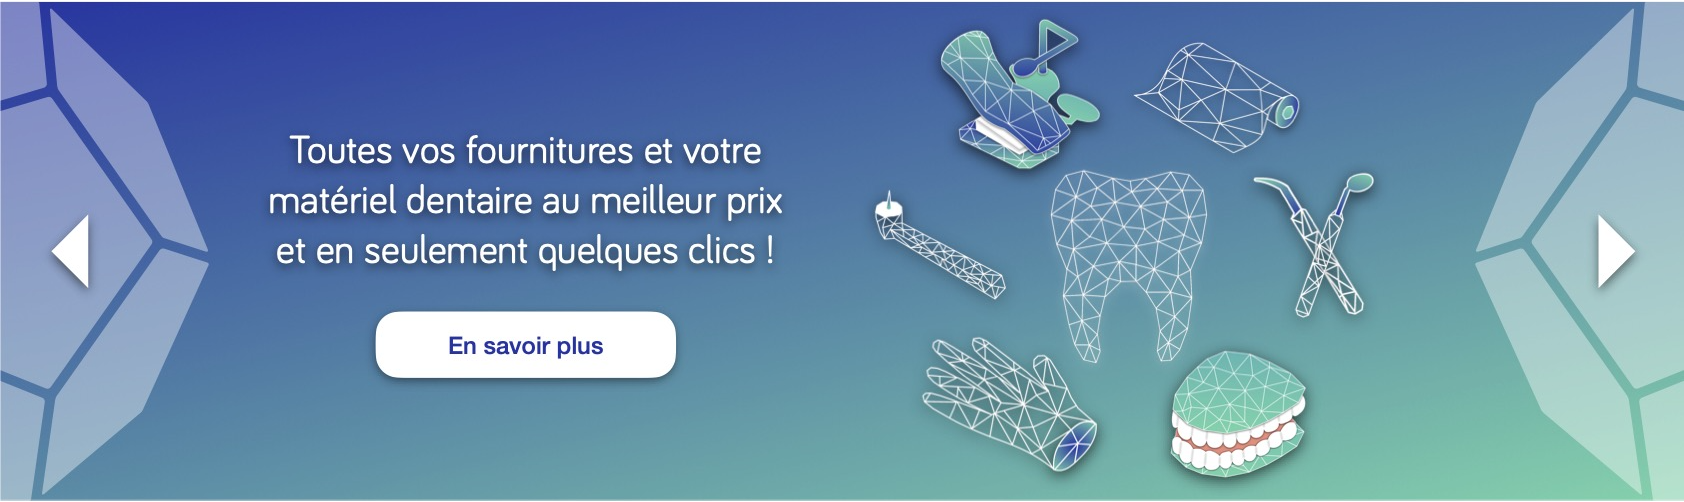 Toutes vos fournitures et votre
matériel dentaire au meilleur prix
et en seulement quelques clics !
En savoir plus